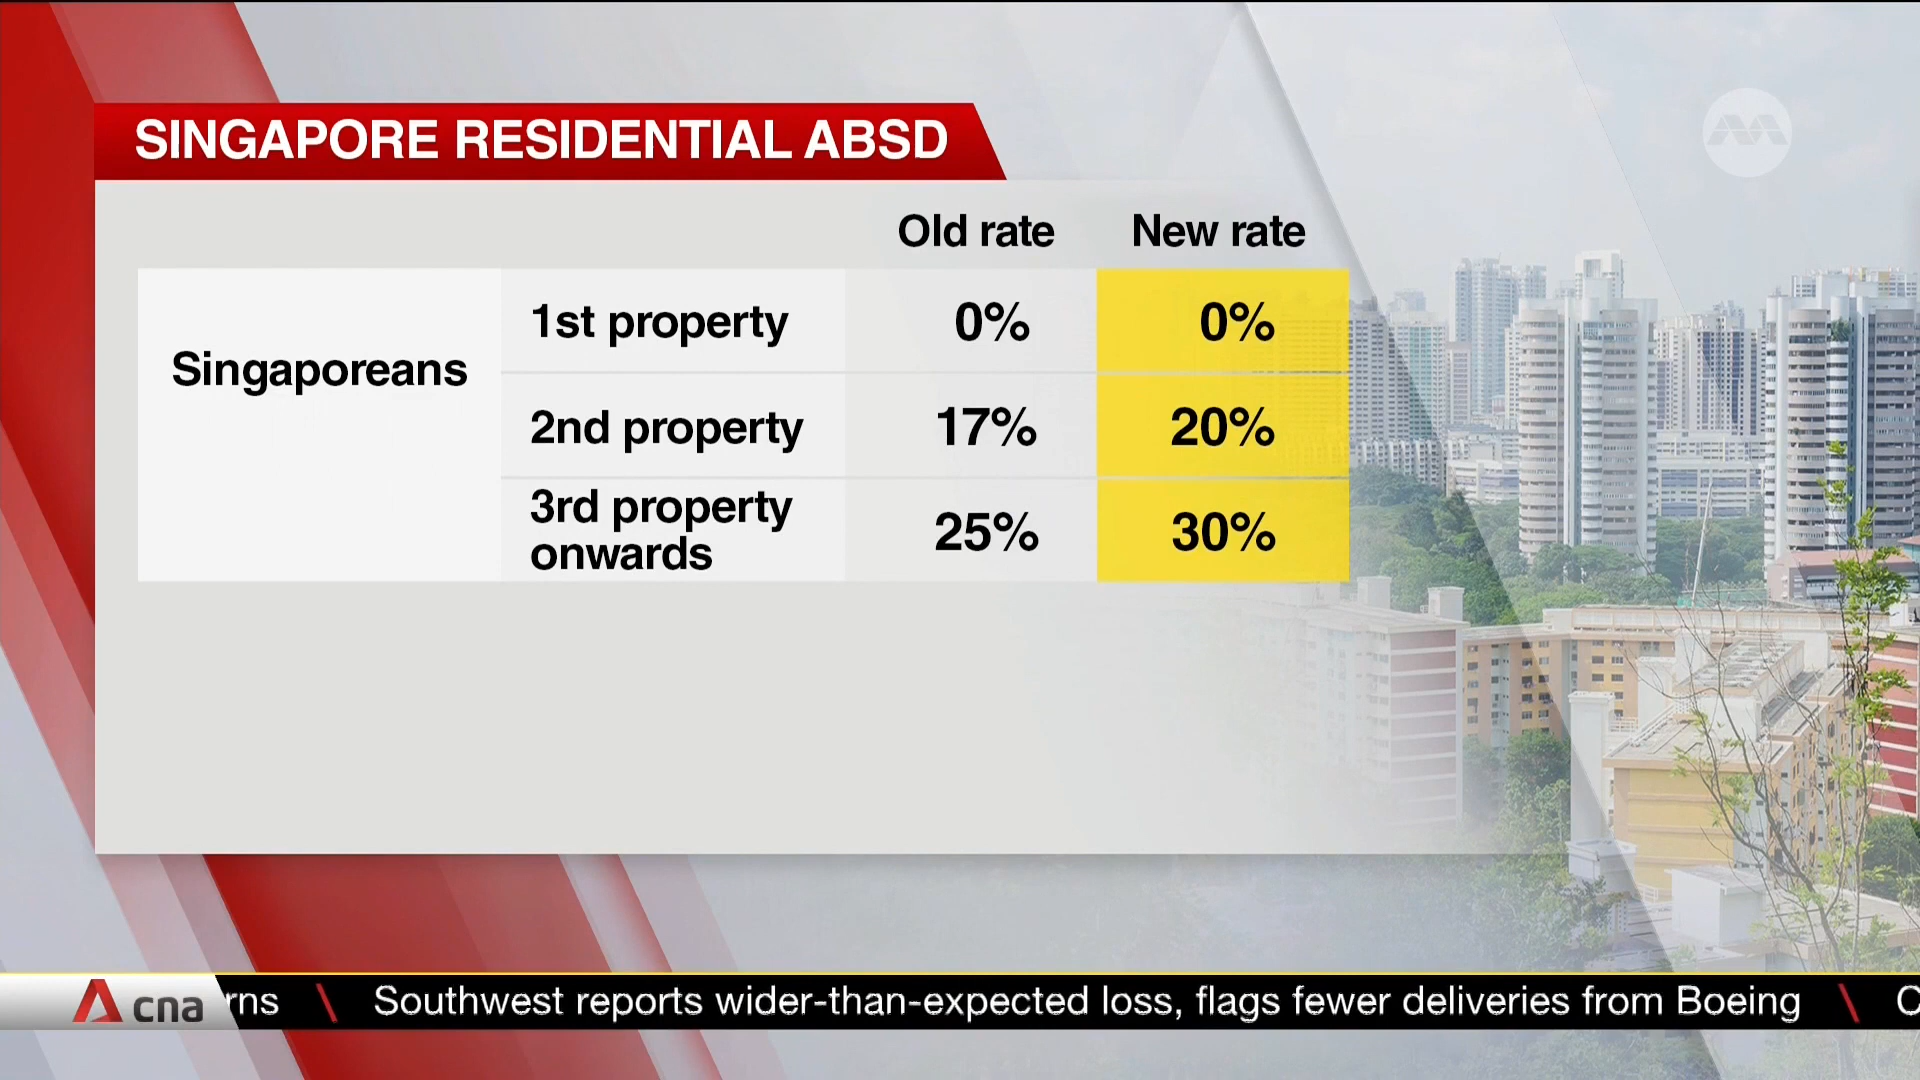 SINGAPORE RESIDENTIAL ABSD
Old rate New rate
Singaporeans
1st property 0% 0%
2nd property 17% 20%
3rd property
onwards
25% 30%
cna
rns \ Southwest reports wider-than-expected loss, flags fewer deliveries from Boeing \